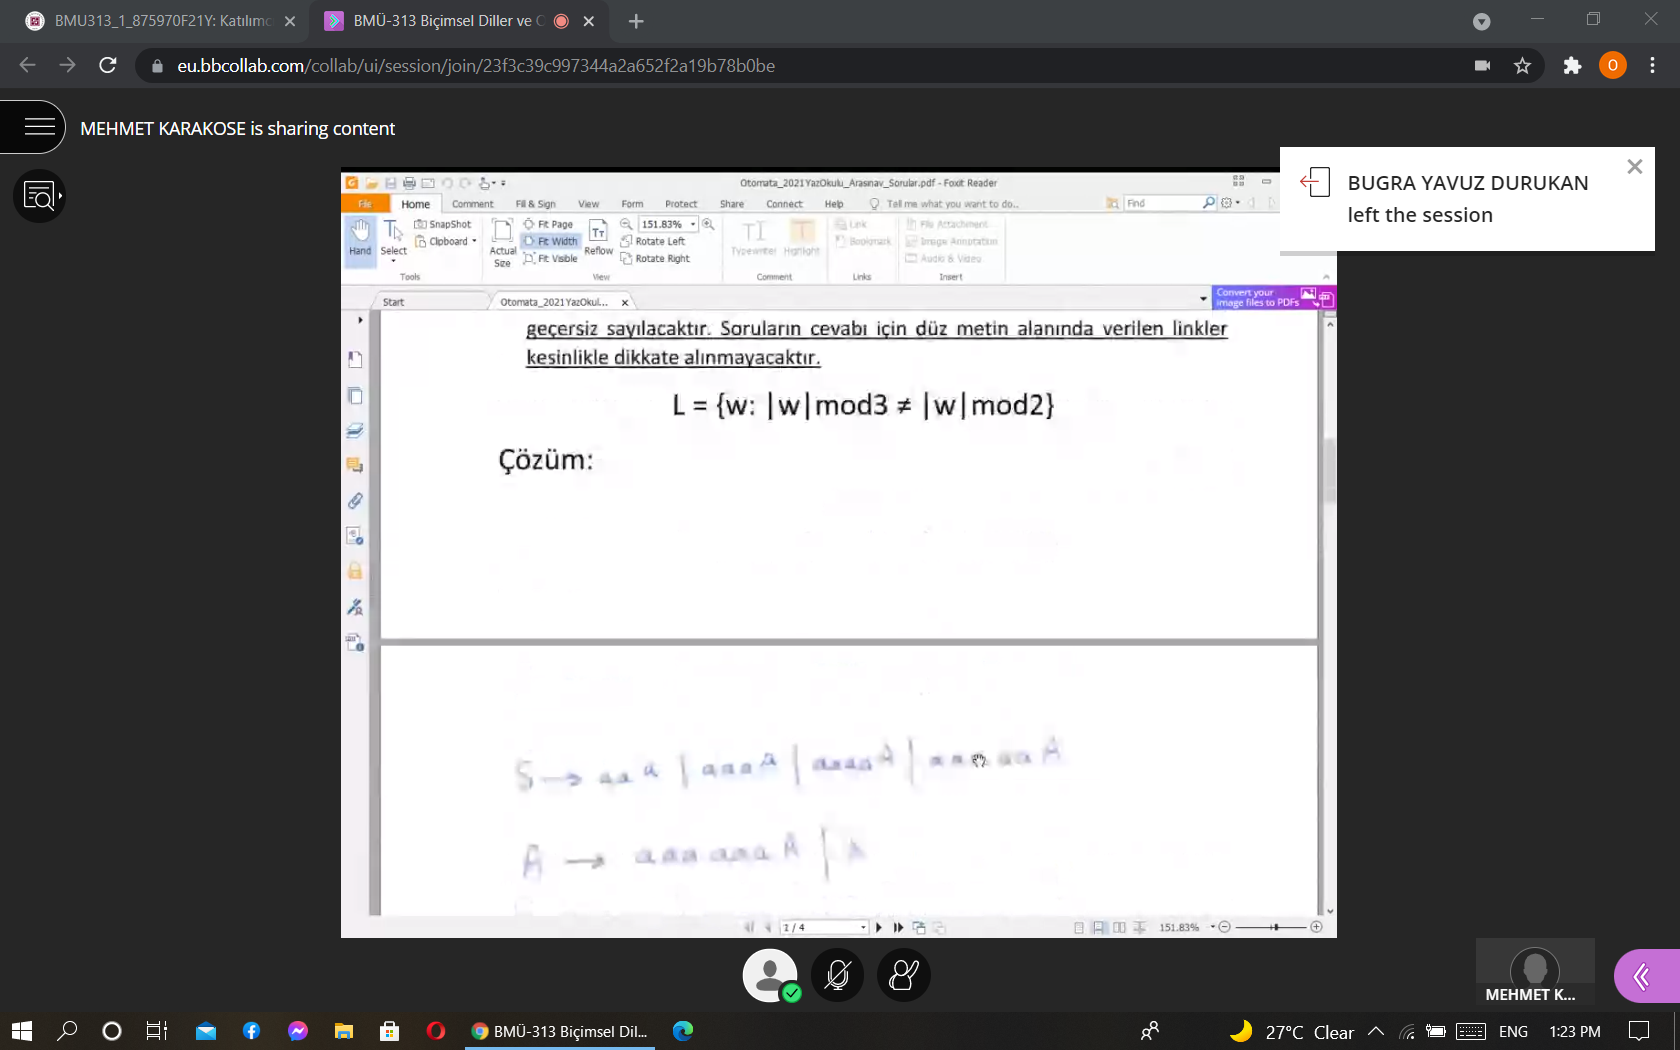 BMU313_1_875970F21Y: Katılımc
BMÜ-313 Biçimsel Diller ve O
eu.bbcollab.com/collab/ui/session/join/23f3c39c997344a2a652f2a19b78b0be
O
MEHMET KARAKOSE is sharing content
BUGRA YAVUZ DURUKAN
left the session
Otomata_2021YazOkulu_Arasınav_Sorular.pdf - Foxit Reader
File Home Comment Fill & Sign View Form Protect Share Connect Help Tell me what you want to do.. Find
Hand
Select
SnapShot
Clipboard
Tools
Actual Size
Fit Page
Fit Width
Fit Visible
Reflow
151.83%
Rotate Left
Rotate Right
View
Typewriter
Highlight
Comment
Link
Bookmark
Links
File Attachment
Image Annotation
Audio & Video
Insert
Start
Otomata_2021YazOkul...
Convert your
image files to PDFs
geçersiz sayılacaktır. Soruların cevabı için düz metin alanında verilen linkler
kesinlikle dikkate alınmayacaktır.
L = {w: |w|mod3 ≠ |w|mod2}
Çözüm:
S → aa a | aaa a | aaaa A | aa aa A
A → aaa aaa A | λ
1 / 4
151.83%
MEHMET K...
BMÜ-313 Biçimsel Dil...
27°C Clear
ENG
1:23 PM